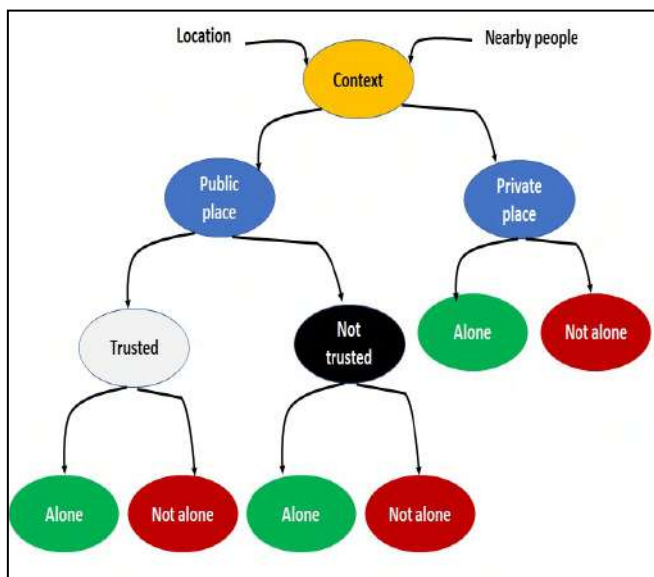 Location
Nearby people
Context
Public
place
Private
place
Trusted
Not
trusted
Alone
Not alone
Alone
Not alone
Alone
Not alone